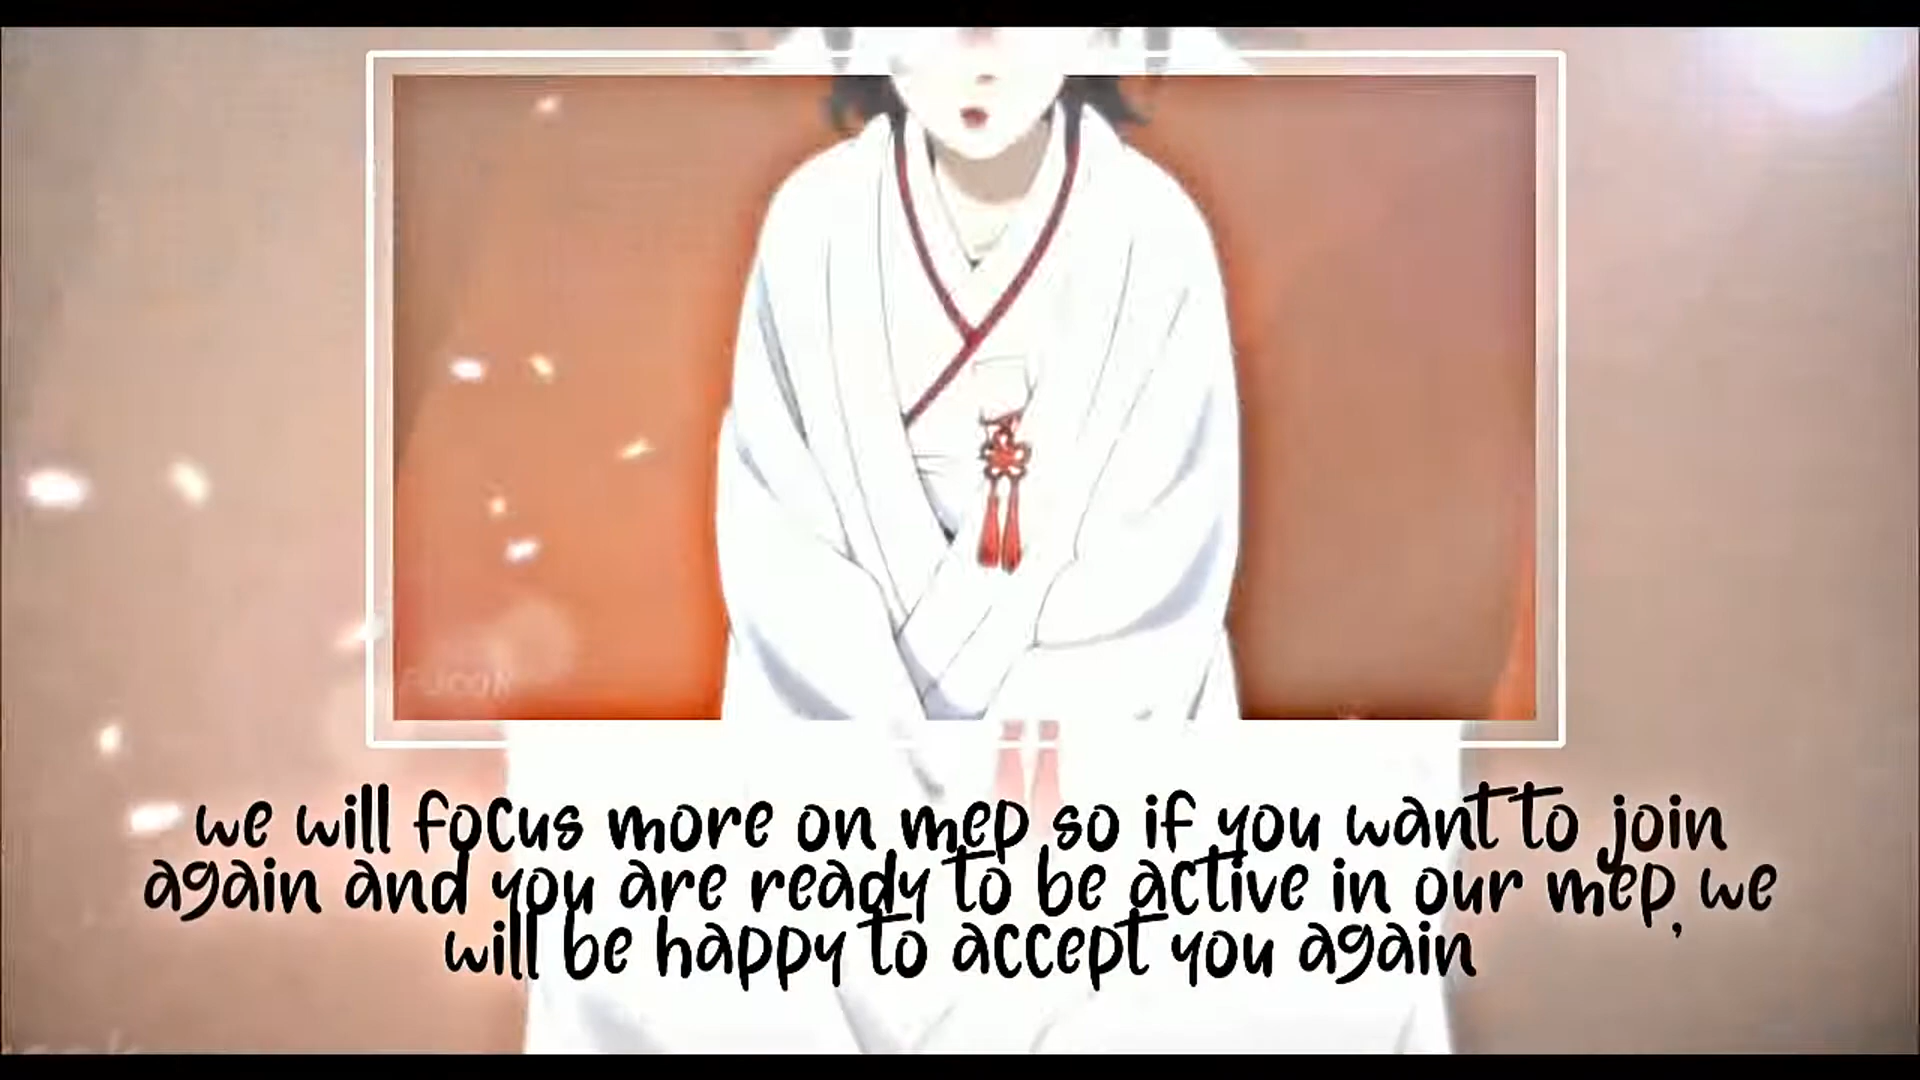 we will focus more on mep so if you want to join
again and you are ready to be active in our mep, we
will be happy to accept you again